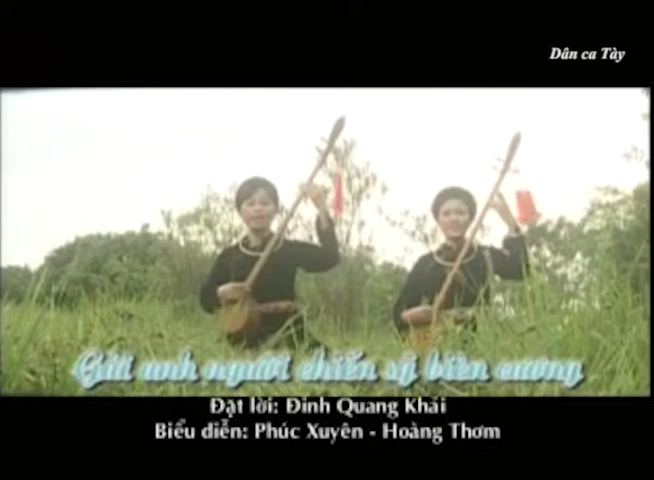 Dân ca Tày
Gửi anh người chiến sỹ biên cương
Đặt lời: Đinh Quang Khải
Biểu diễn: Phúc Xuyên - Hoàng Thơm